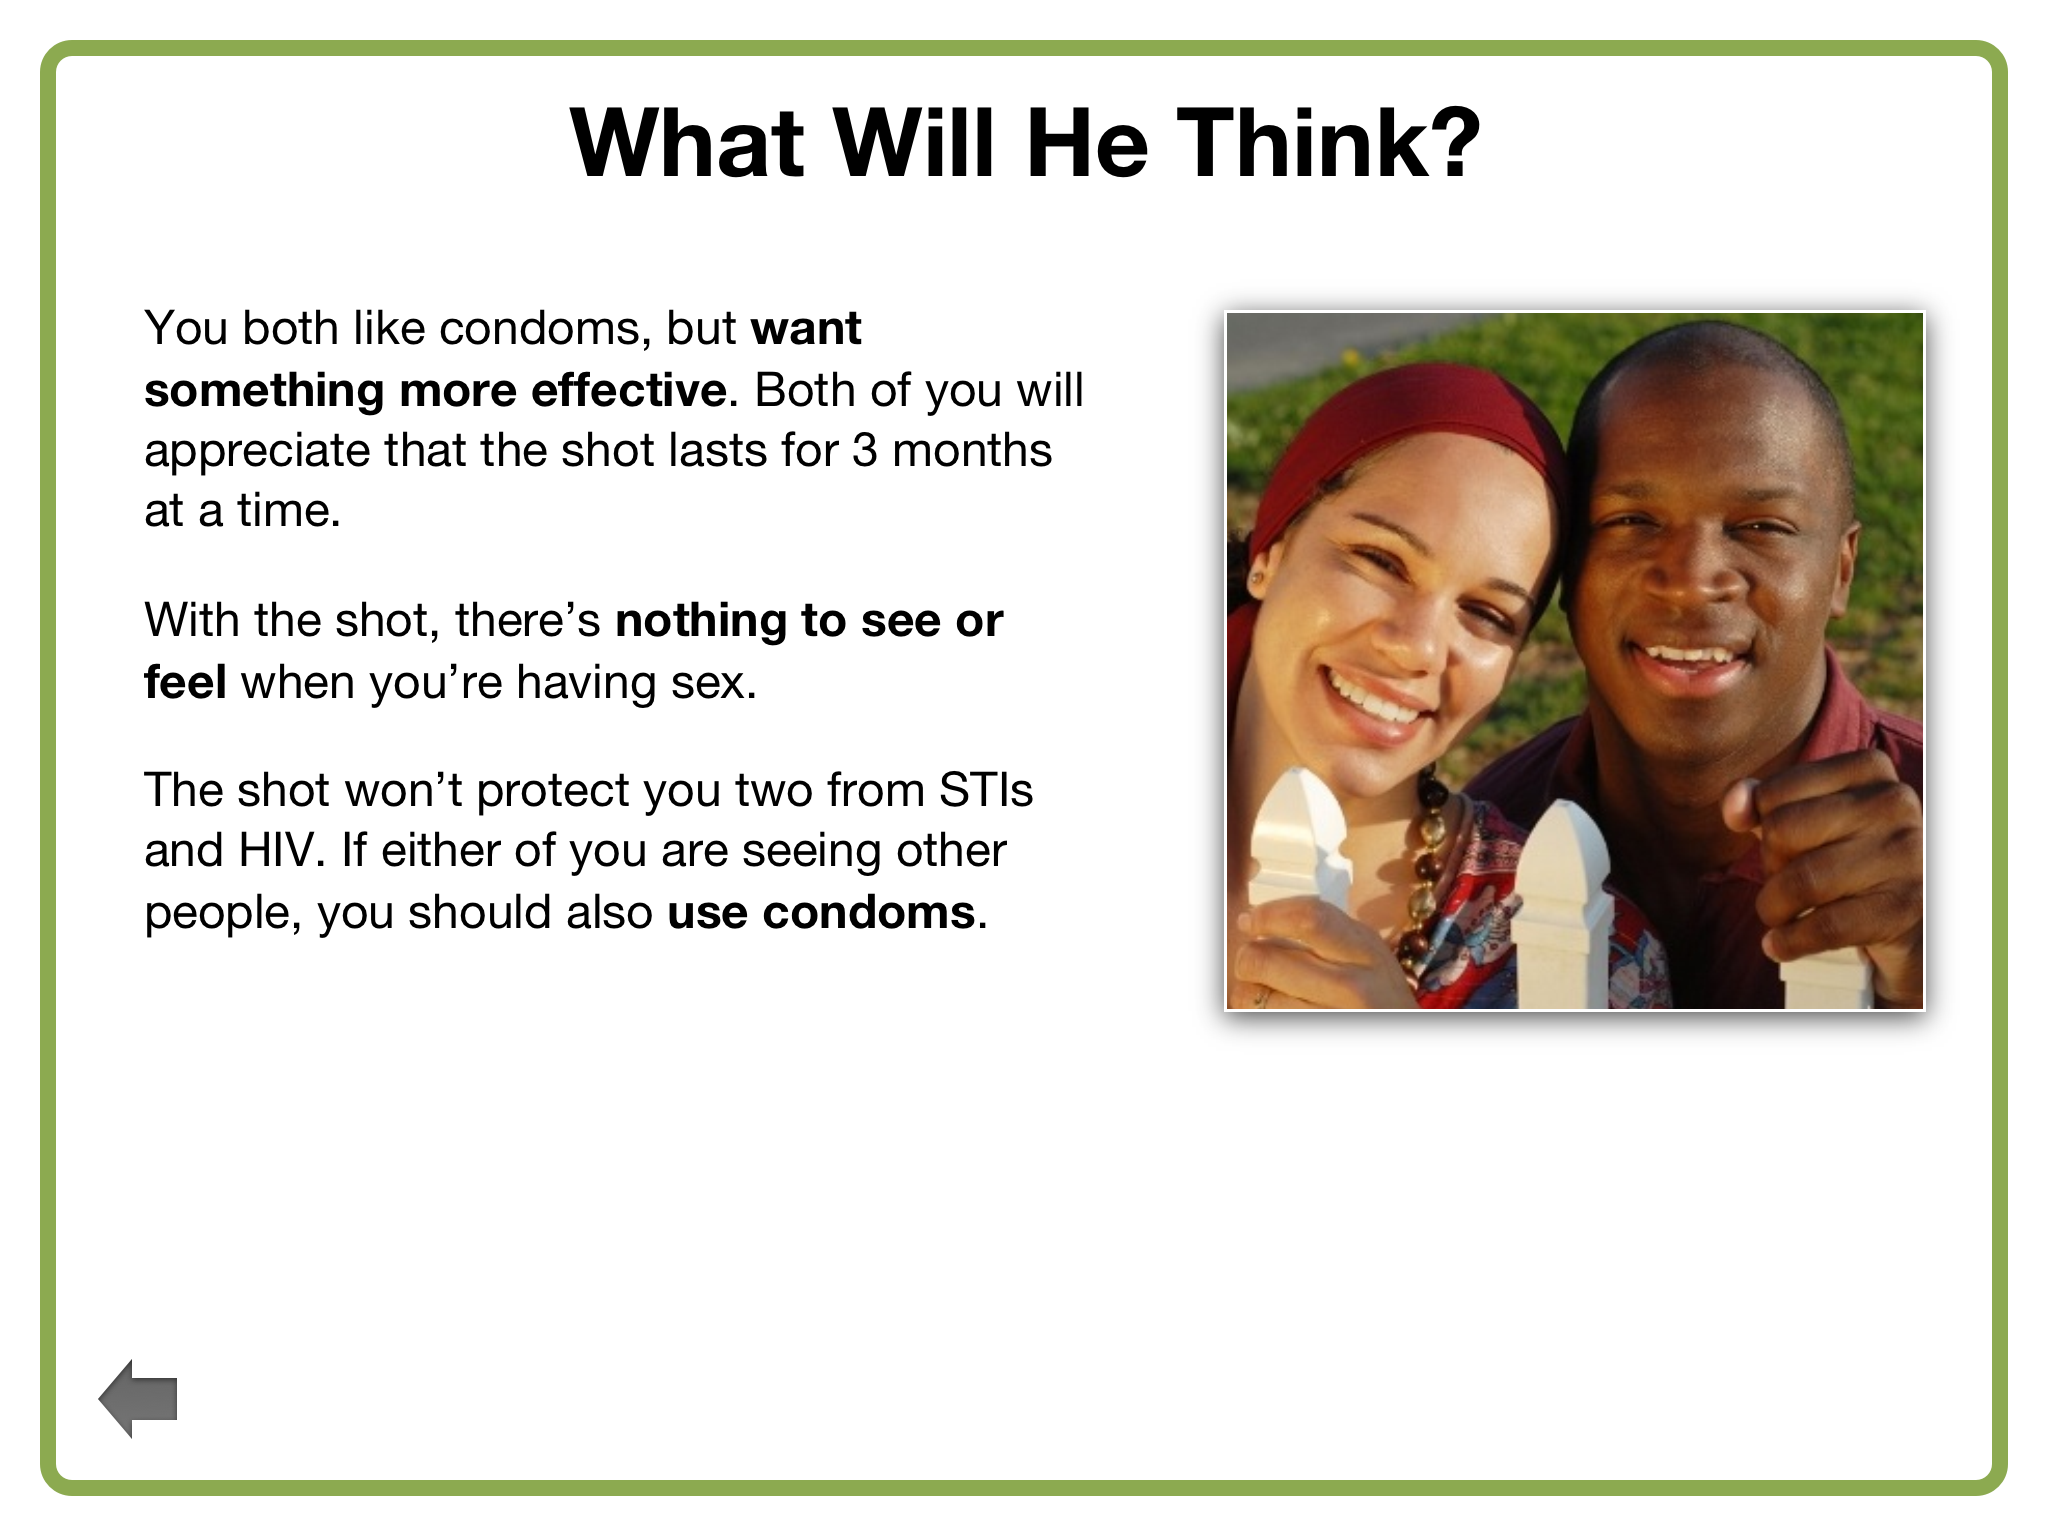 What Will He Think?
You both like condoms, but want
something more effective. Both of you will
appreciate that the shot lasts for 3 months
at a time.
With the shot, there’s nothing to see or
feel when you’re having sex.
The shot won’t protect you two from STIs
and HIV. If either of you are seeing other
people, you should also use condoms.